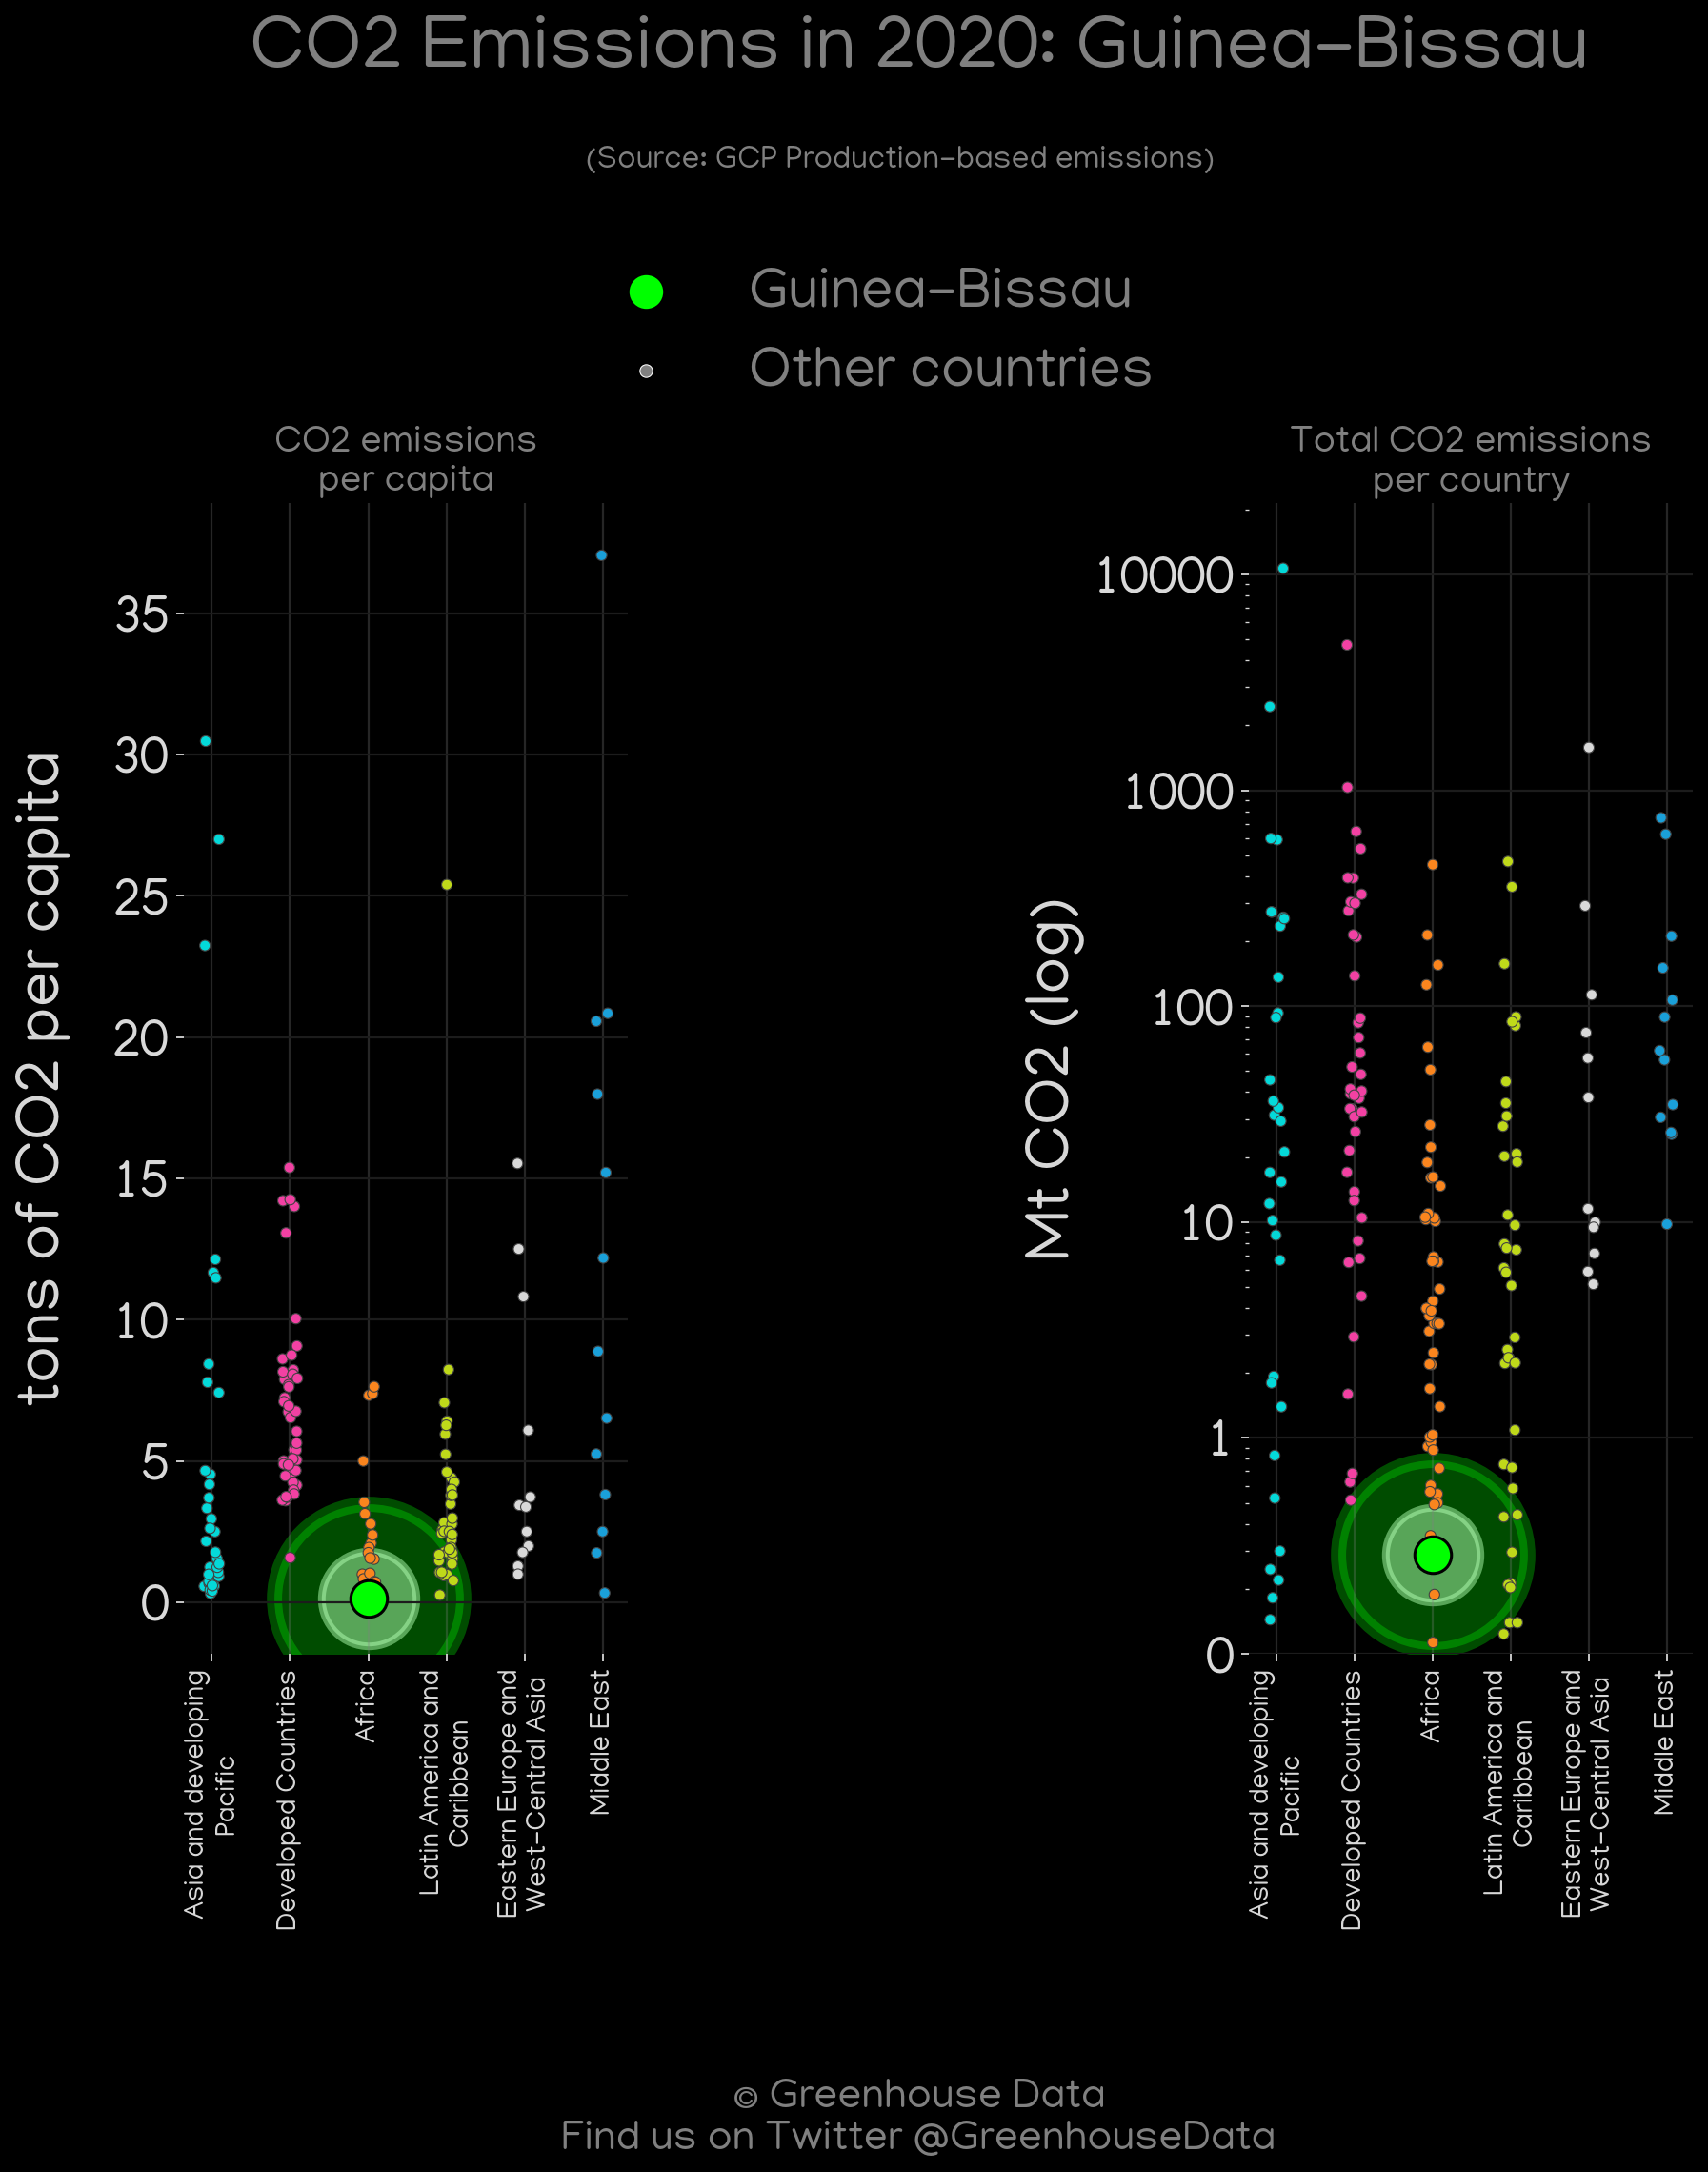 CO2 Emissions in 2020: Guinea-Bissau
(Source: GCP Production-based emissions)
Guinea-Bissau
Other countries
CO2 emissions
per capita
tons of CO2 per capita
35
30
25
20
15
10
5
0
Asia and developing
Pacific
Developed Countries
Africa
Latin America and
Caribbean
Eastern Europe and
West-Central Asia
Middle East
Total CO2 emissions
per country
Mt CO2 (log)
10000
1000
100
10
1
0
Asia and developing
Pacific
Developed Countries
Africa
Latin America and
Caribbean
Eastern Europe and
West-Central Asia
Middle East
© Greenhouse Data
Find us on Twitter @GreenhouseData